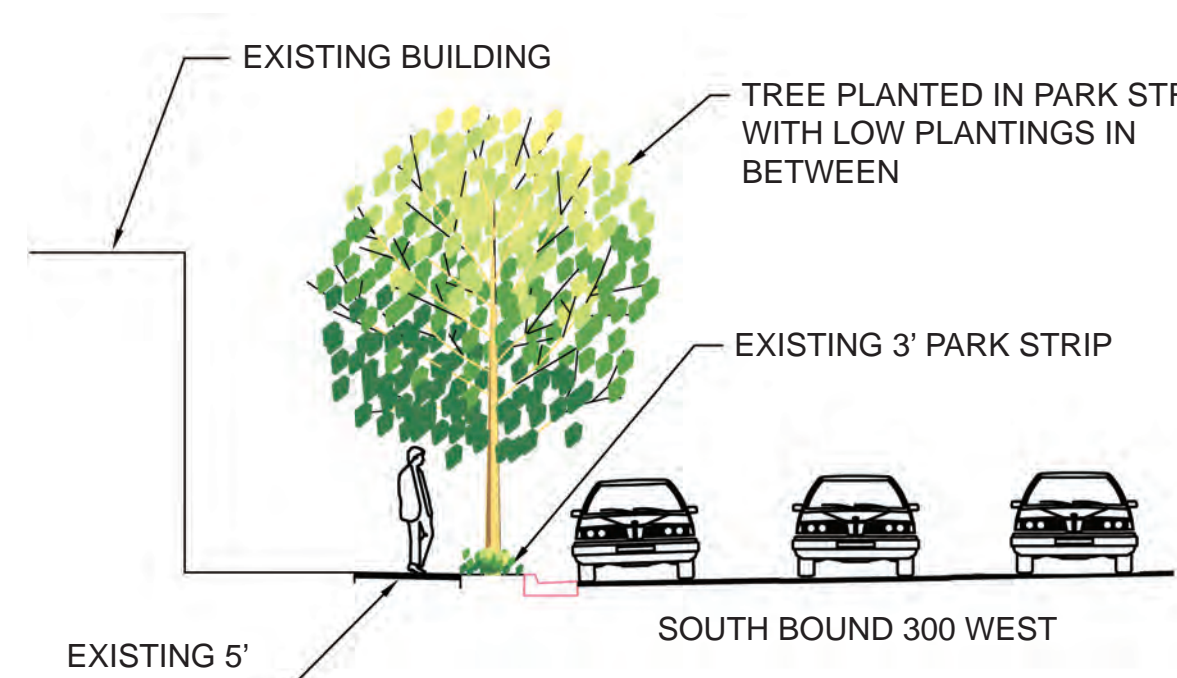 EXISTING BUILDING
TREE PLANTED IN PARK
WITH LOW PLANTINGS IN
BETWEEN
EXISTING 3’ PARK STRIP
SOUTH BOUND 300 WEST
EXISTING 5’